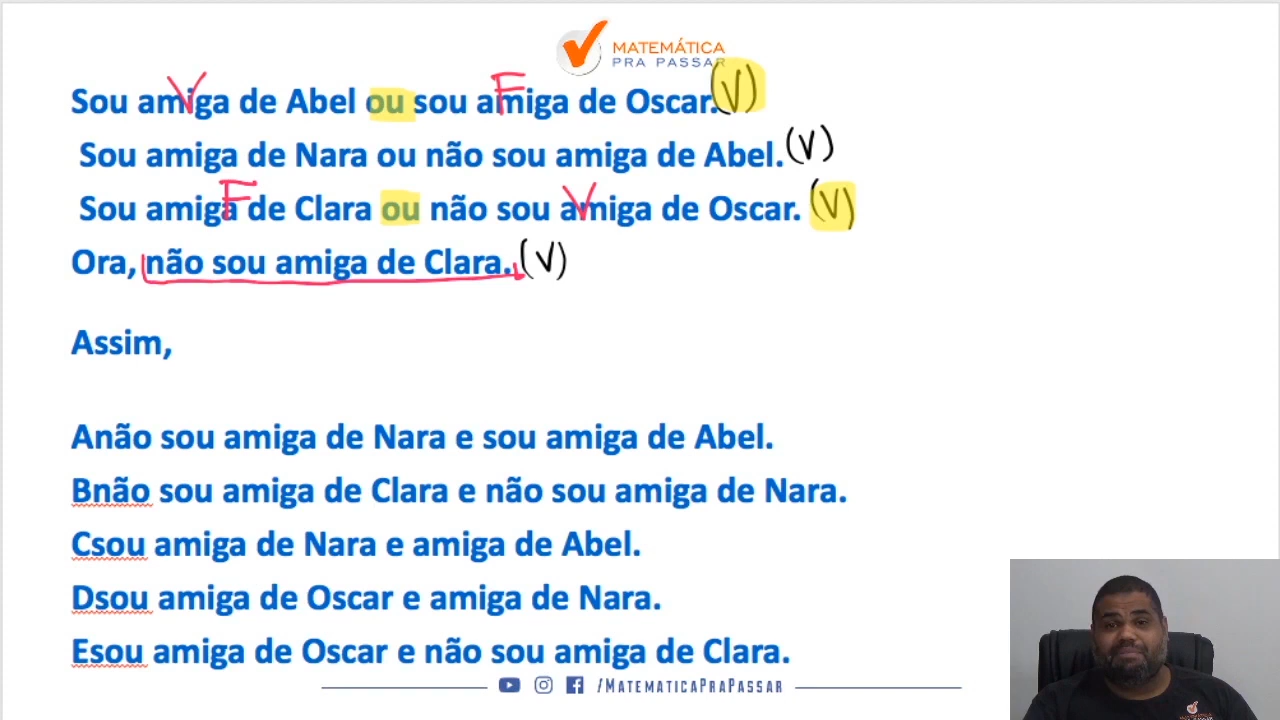 MATEMÁTICA
PRA PASSAR
V F
Sou amiga de Abel ou sou amiga de Oscar. (V)
Sou amiga de Nara ou não sou amiga de Abel. (V)
F V
Sou amiga de Clara ou não sou amiga de Oscar. (V)
Ora, não sou amiga de Clara. (V)
Assim,
Anão sou amiga de Nara e sou amiga de Abel.
Bnão sou amiga de Clara e não sou amiga de Nara.
Csou amiga de Nara e amiga de Abel.
Dsou amiga de Oscar e amiga de Nara.
Esou amiga de Oscar e não sou amiga de Clara.
/MATEMATICAPRAPASSAR